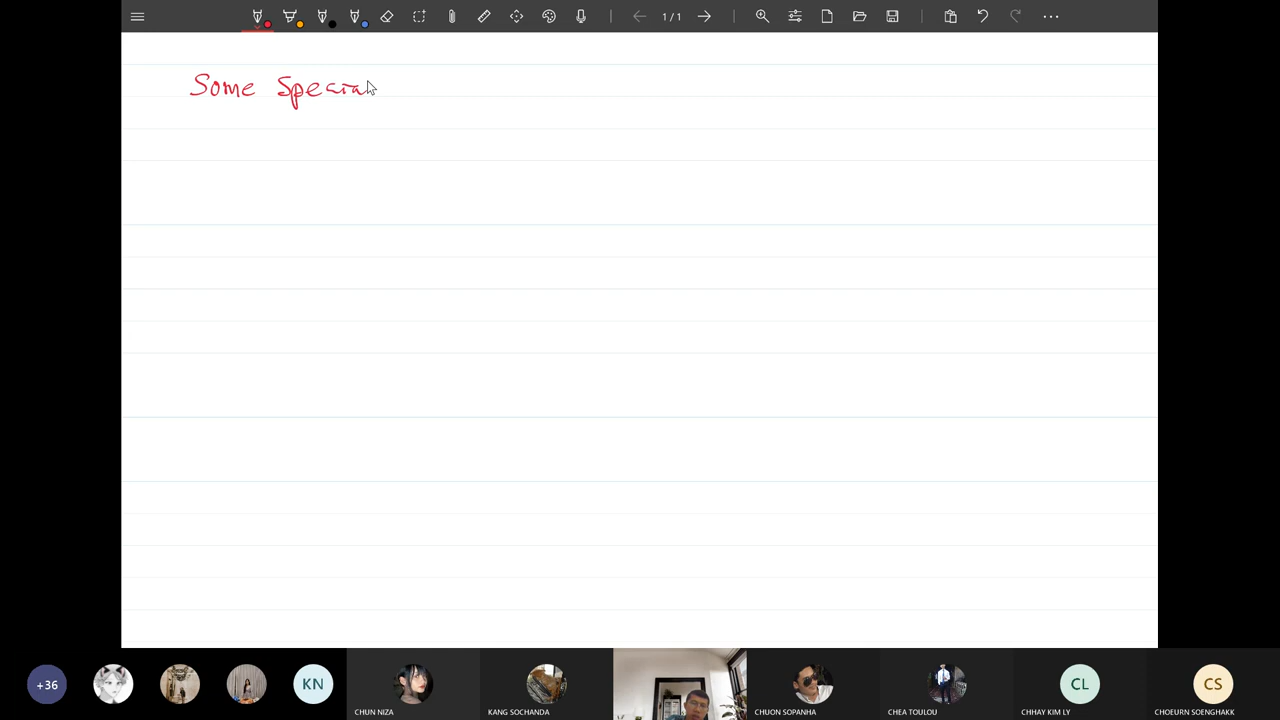 1 / 1
Some Specia
+36
KN
CL
CS
CHUN NIZA
KANG SOCHANDA
CHUON SOPANHA
CHEA TOULOU
CHHAY KIM LY
CHOEURN SOENGHAKK